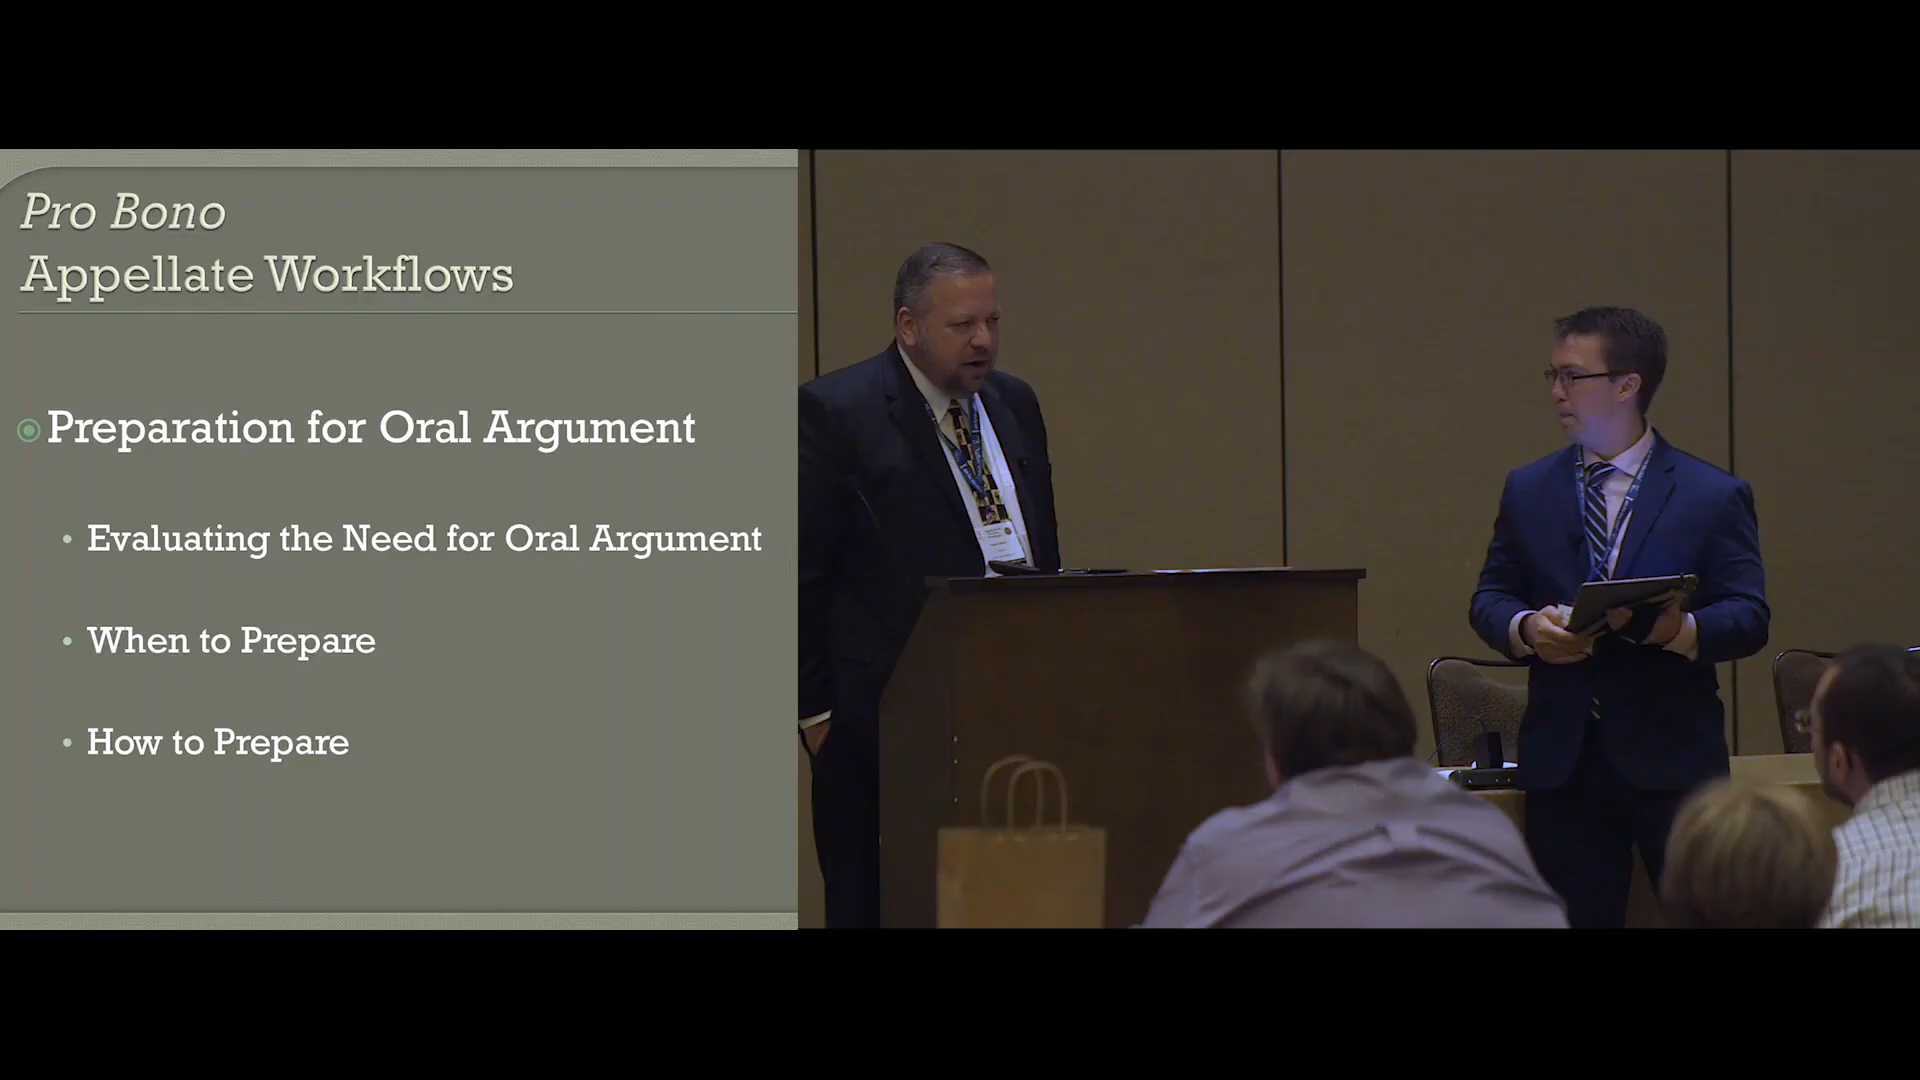 Pro Bono
Appellate Workflows
Preparation for Oral Argument
Evaluating the Need for Oral Argument
When to Prepare
How to Prepare